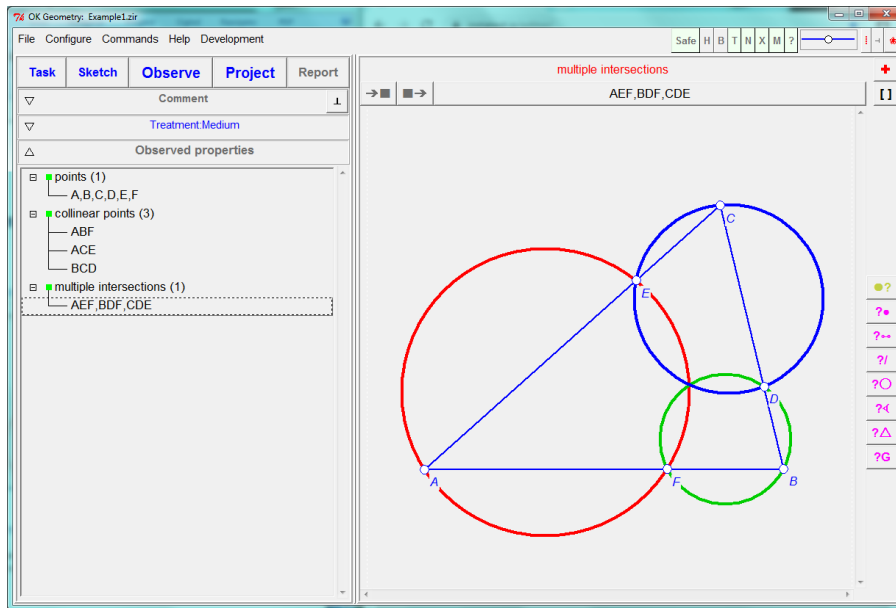 OK Geometry: Example1.zir
File Configure Commands Help Development
Safe H B T N X M ?
Task Sketch Observe Project Report
Comment
Treatment:Medium
Observed properties
points (1)
A,B,C,D,E,F
collinear points (3)
ABF
ACE
BCD
multiple intersections (1)
AEF,BDF,CDE
multiple intersections
AEF,BDF,CDE
[ ]
C
E
D
A
F
B
?
?
?
?/
?
?
?
?G